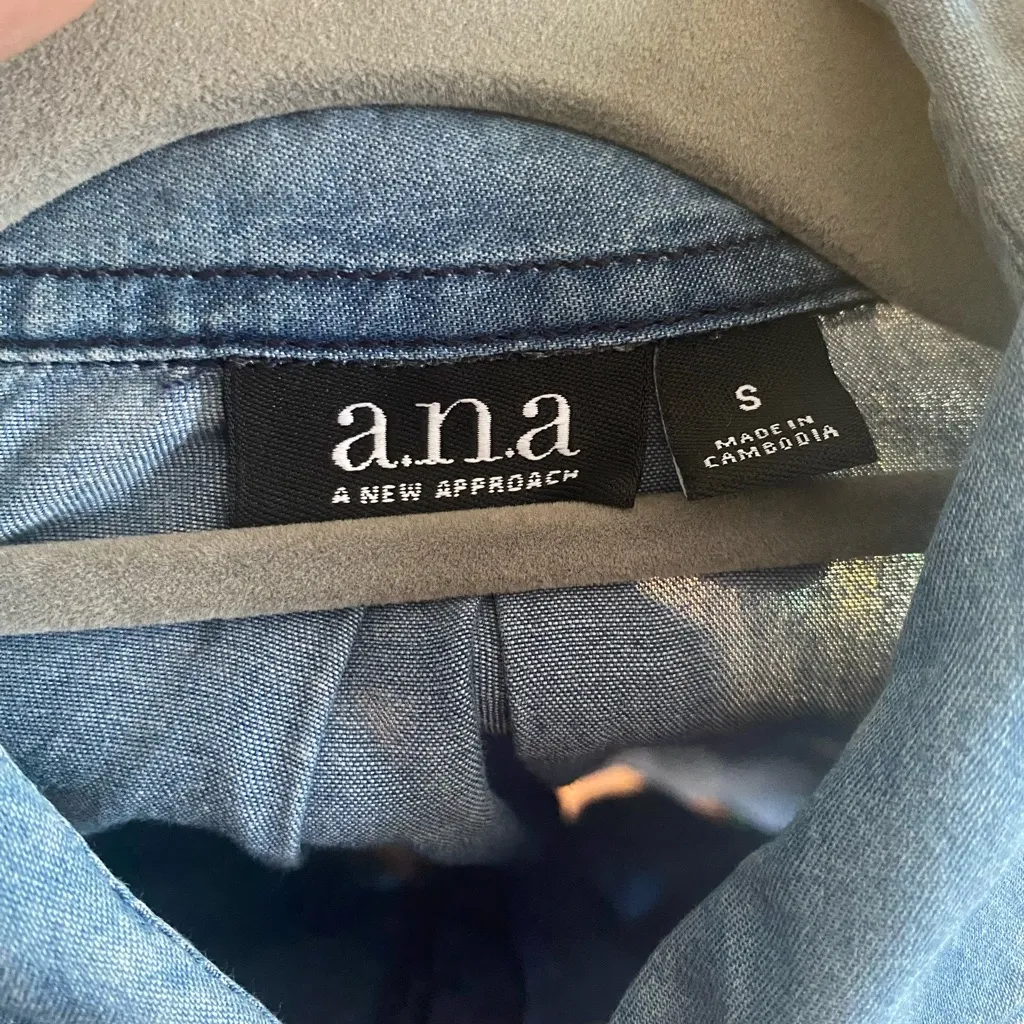 a.n.a
A NEW APPROACH
S
MADE IN
CAMBODIA